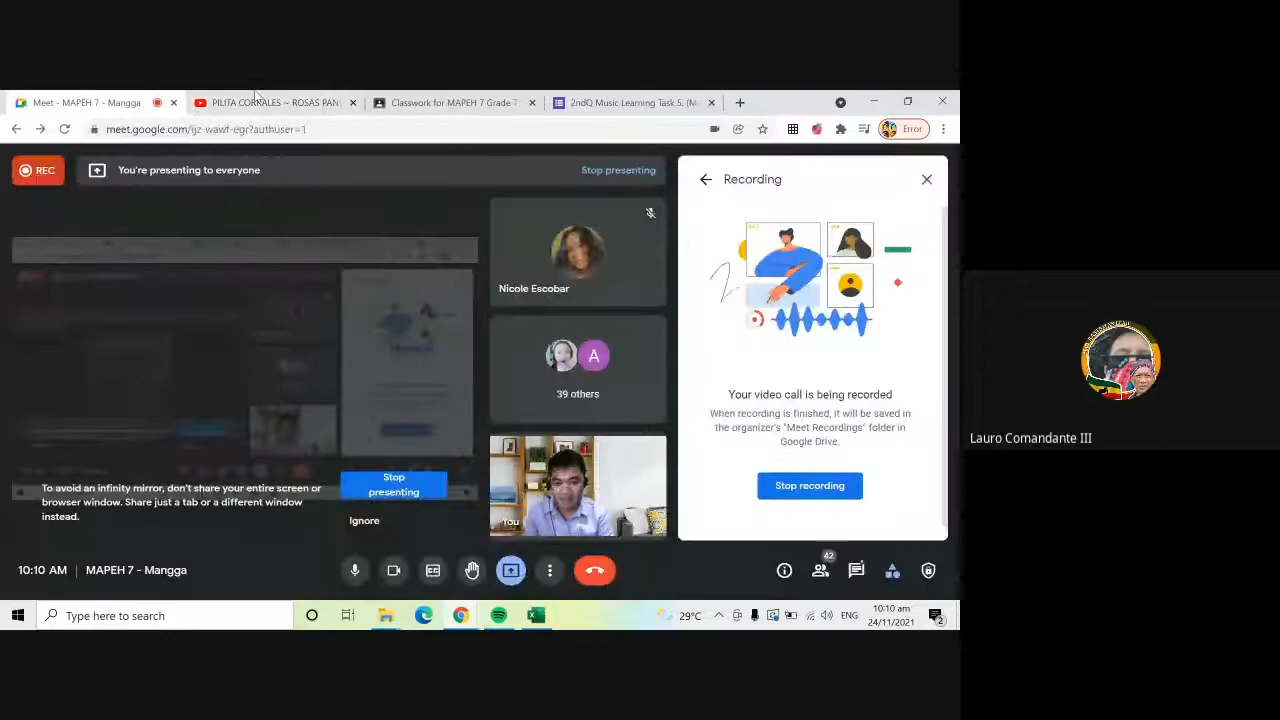 Meet - MAPEH 7 - Mangga
PILITA CORRALES ~ ROSAS PAN
Classwork for MAPEH 7 Grade 7
2ndQ Music Learning Task 5. (M
meet.google.com/ijz-wawf-egr?authuser=1
Error
REC
You're presenting to everyone
Stop presenting
Recording
Nicole Escobar
A
39 others
Your video call is being recorded
When recording is finished, it will be saved in
the organizer's "Meet Recordings" folder in
Google Drive.
Stop recording
To avoid an infinity mirror, don't share your entire screen or
browser window. Share just a tab or a different window
instead.
Stop
presenting
Ignore
You
Lauro Comandante III
10:10 AM | MAPEH 7 - Mangga
42
Type here to search
29°C
ENG
10:10 am
24/11/2021
2